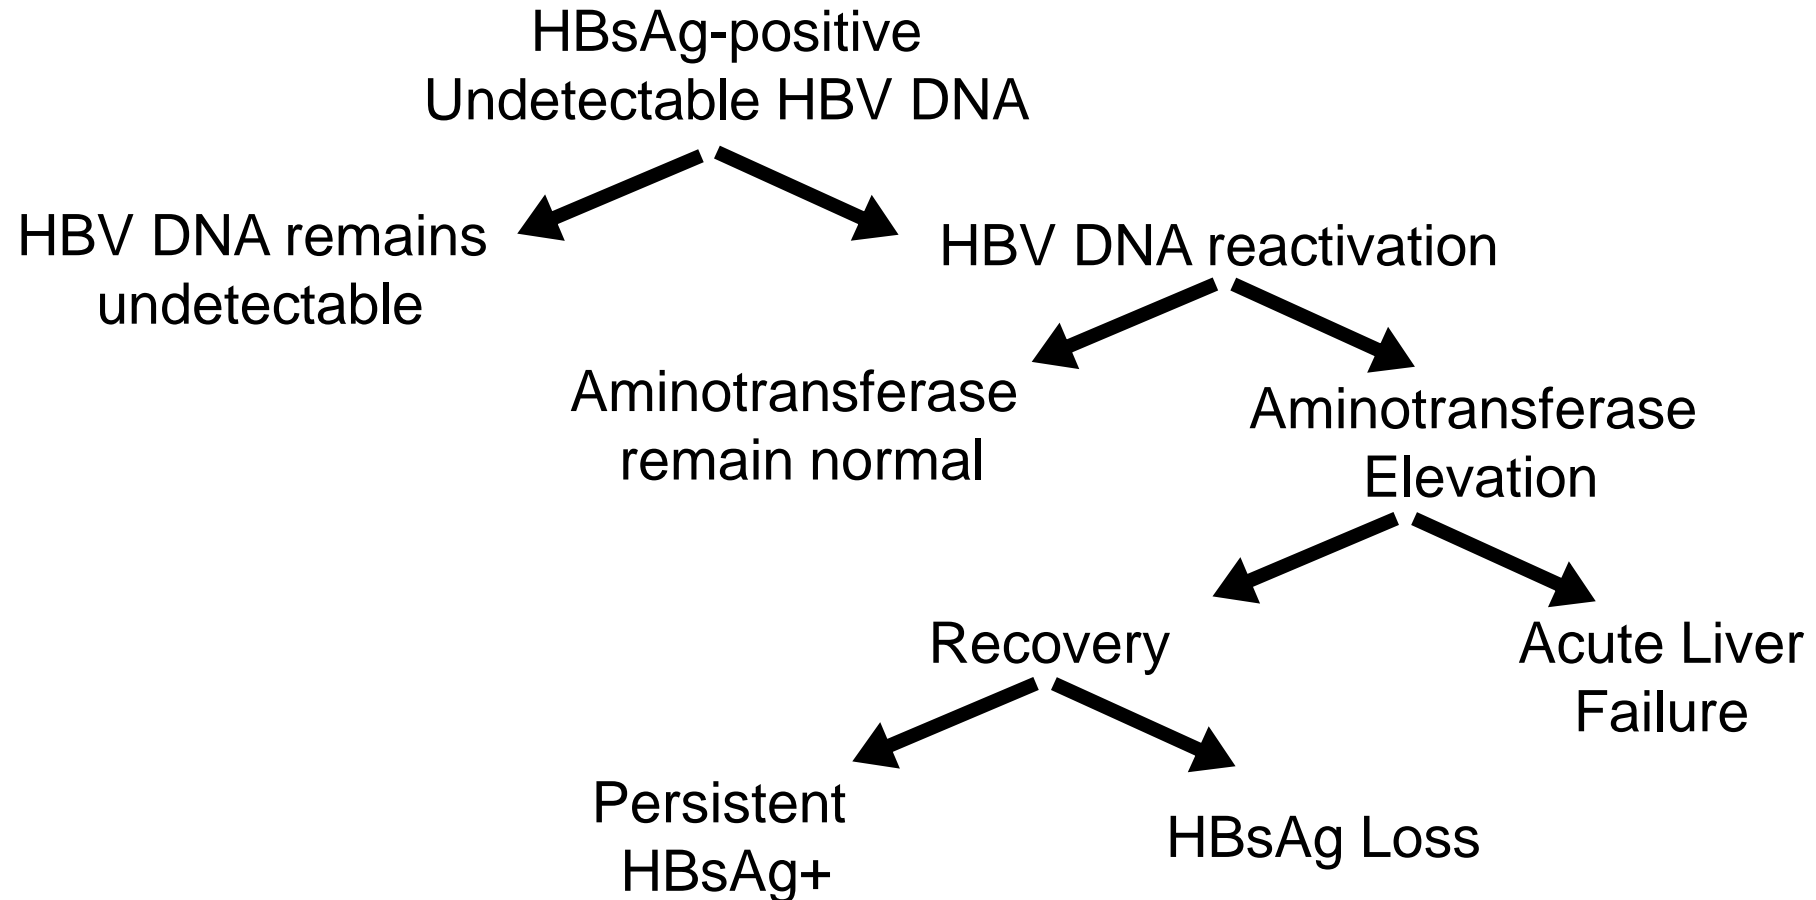 HBsAg-positive
Undetectable HBV DNA
HBV DNA remains
undetectable
HBV DNA reactivation
Aminotransferase
remain normal
Aminotransferase
Elevation
Recovery
Acute Liver
Failure
Persistent
HBsAg+
HBsAg Loss